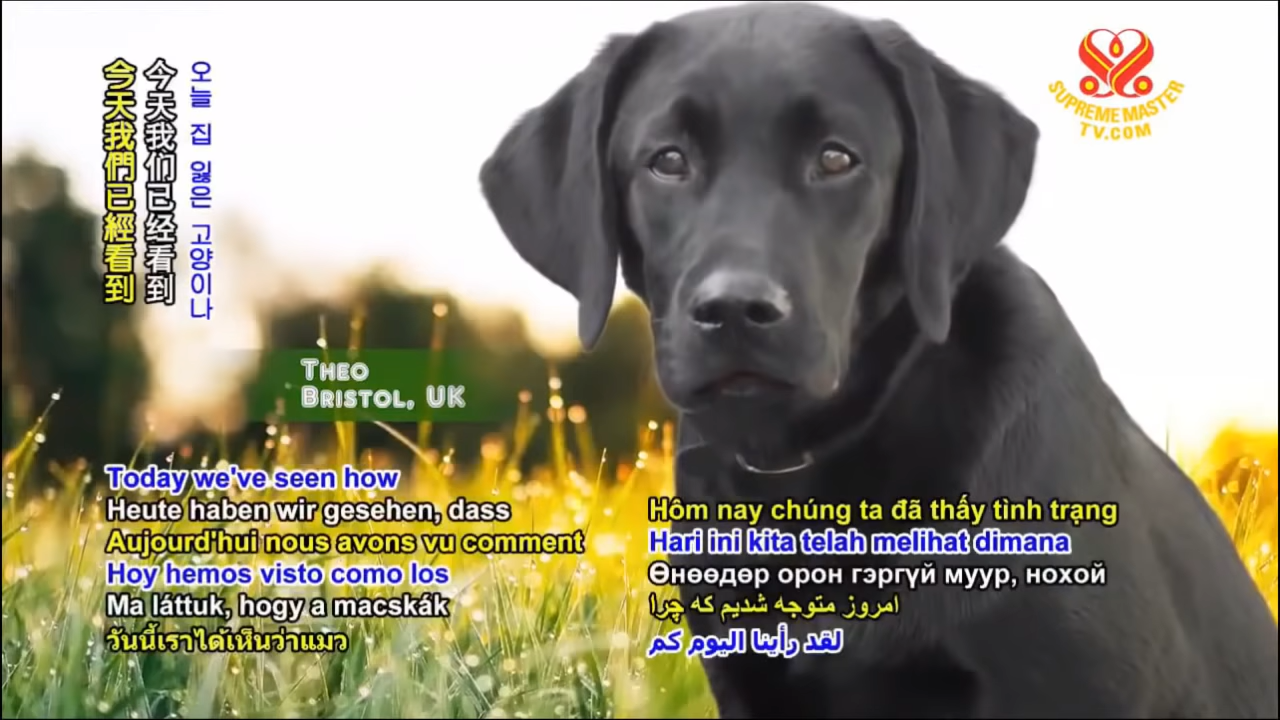 今天我們已經看到
今天我们已经看到
오늘 집 잃은 고양이나
SUPREME MASTER
TV.COM
THEO
BRISTOL, UK
Today we've seen how
Heute haben wir gesehen, dass
Aujourd'hui nous avons vu comment
Hoy hemos visto como los
Ma láttuk, hogy a macskák
วันนี้เราได้เห็นว่าแมว
Hôm nay chúng ta đã thấy tình trạng
Hari ini kita telah melihat dimana
Өнөөдөр орон гэргүй муур, нохой
امروز متوجه شدیم که چرا
لقد رأينا اليوم كم